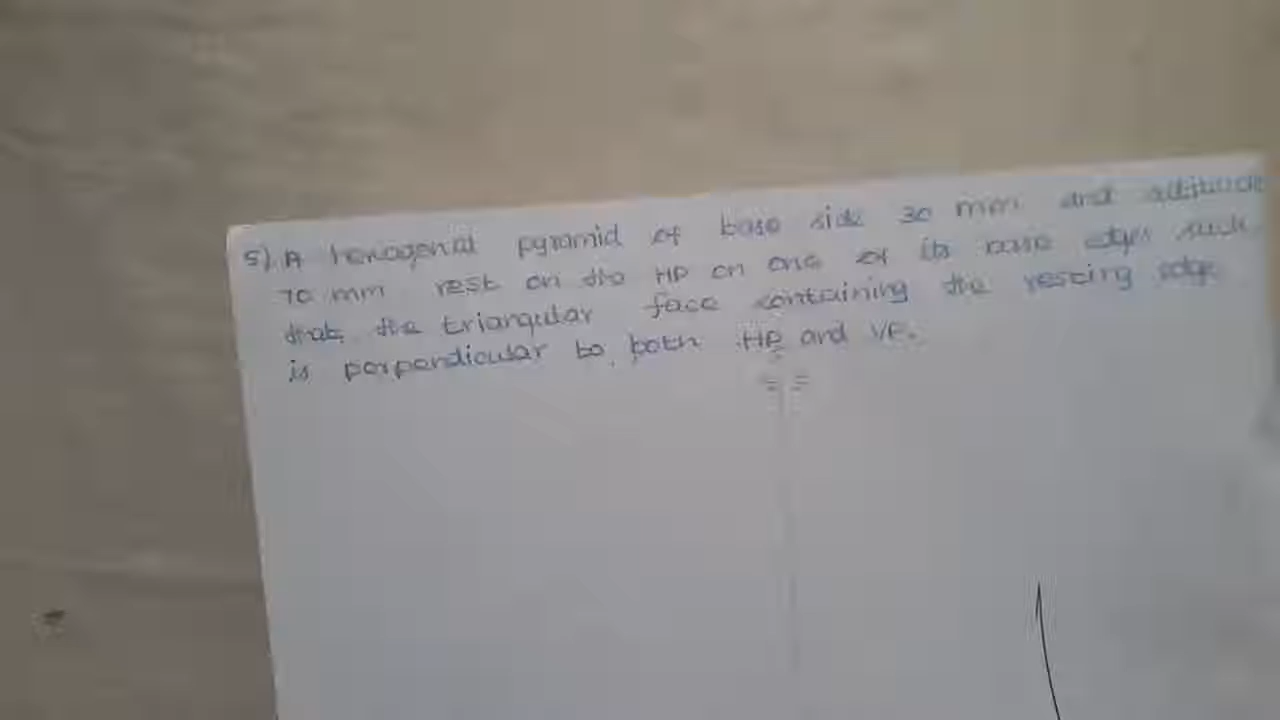 5). A hexagonal pyramid of base side 30 mm and altitude
70 mm rest on the HP on one of its base edges such
that, the triangular face containing the resting edge
is perpendicular to both HP and VP.